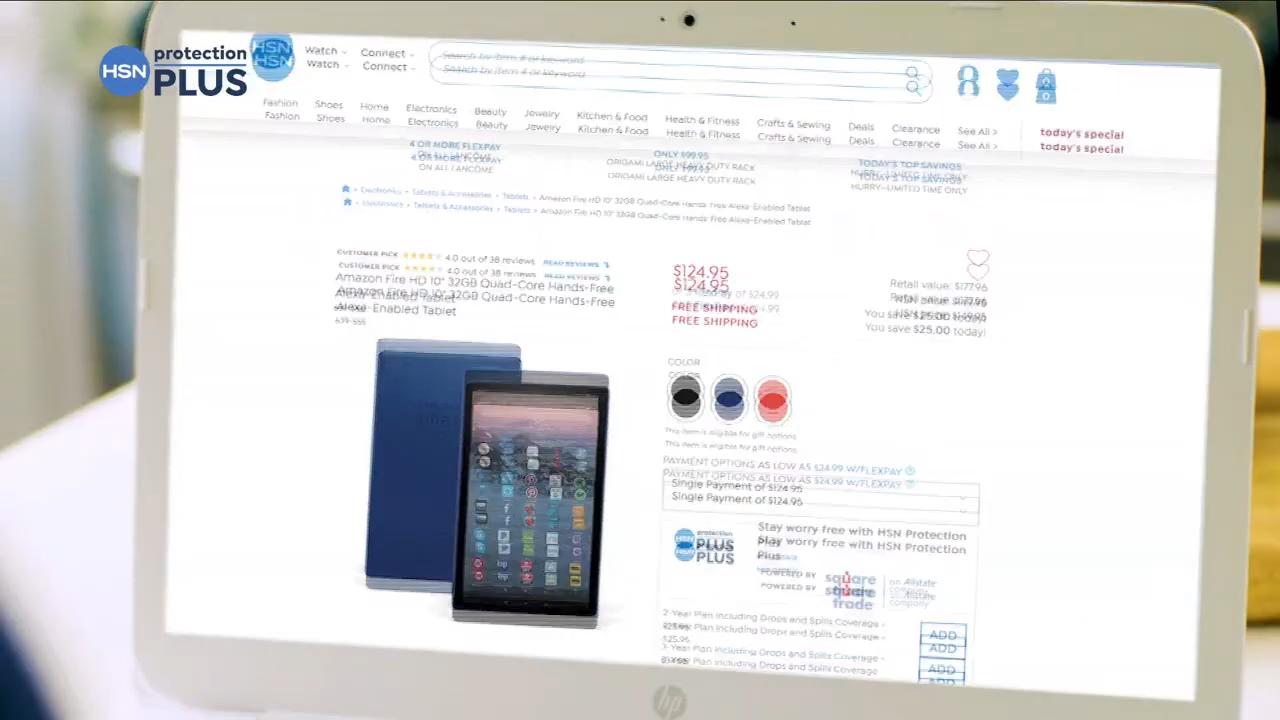 protection
HSN PLUS
HSN Watch Connect Search by item # or keyword
Fashion Shoes Home Electronics Beauty Jewelry Kitchen & Food Health & Fitness Crafts & Sewing Deals Clearance See All > today's special
4 OR MORE FLEXPAY ONLY $99.95 TODAY'S TOP SAVINGS
ON ALL LANCOME ORIGAMI LARGE HEAVY DUTY RACK HURRY-LIMITED TIME ONLY
Electronics Tablets & Accessories Tablets Amazon Fire HD 10" 32GB Quad-Core Hands-Free Alexa-Enabled Tablet
CUSTOMER PICK 4.0 out of 38 reviews READ REVIEWS
Amazon Fire HD 10" 32GB Quad-Core Hands-Free
Alexa-Enabled Tablet
$124.95
FREE SHIPPING
Retail value: $177.96
HSN price: $149.95
You save $25.00 today!
COLOR
This item is eligible for gift options
PAYMENT OPTIONS AS LOW AS $24.99 W/FLEXPAY
Single Payment of $124.95
HSN protection PLUS
Stay worry free with HSN Protection
Plus
POWERED BY square trade an Allstate company
2-Year Plan Including Drops and Spills Coverage -
$25.95 ADD
3-Year Plan Including Drops and Spills Coverage -
ADD
hp